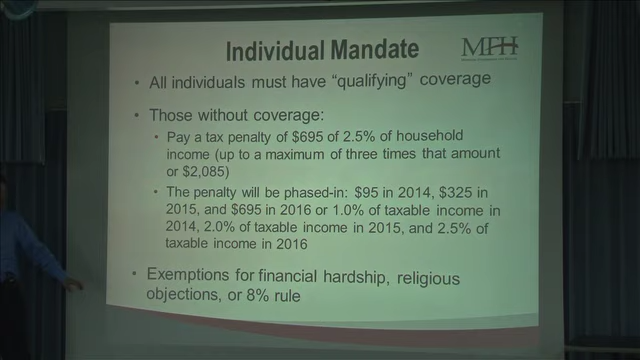 Individual Mandate
MFH
• All individuals must have "qualifying" coverage
• Those without coverage:
• Pay a tax penalty of $695 of 2.5% of household
income (up to a maximum of three times that amount
or $2,085)
• The penalty will be phased-in: $95 in 2014, $325 in
2015, and $695 in 2016 or 1.0% of taxable income in
2014, 2.0% of taxable income in 2015, and 2.5% of
taxable income in 2016
• Exemptions for financial hardship, religious
objections, or 8% rule